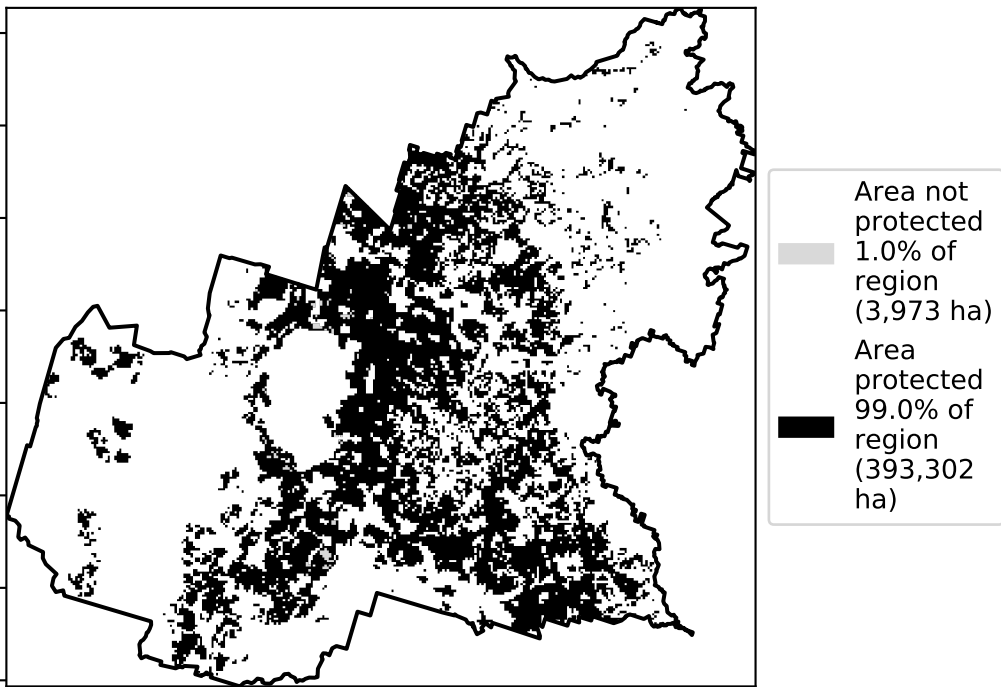 Area not
protected
1.0% of
region
(3,973 ha)
Area
protected
99.0% of
region
(393,302
ha)